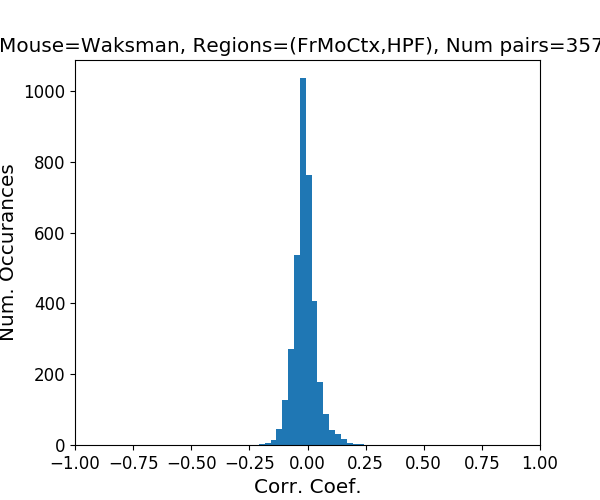 Mouse=Waksman, Regions=(FrMoCtx,HPF), Num pairs=357
1000
800
600
400
200
0
Num. Occurances
−1.00 −0.75 −0.50 −0.25 0.00 0.25 0.50 0.75 1.00
Corr. Coef.